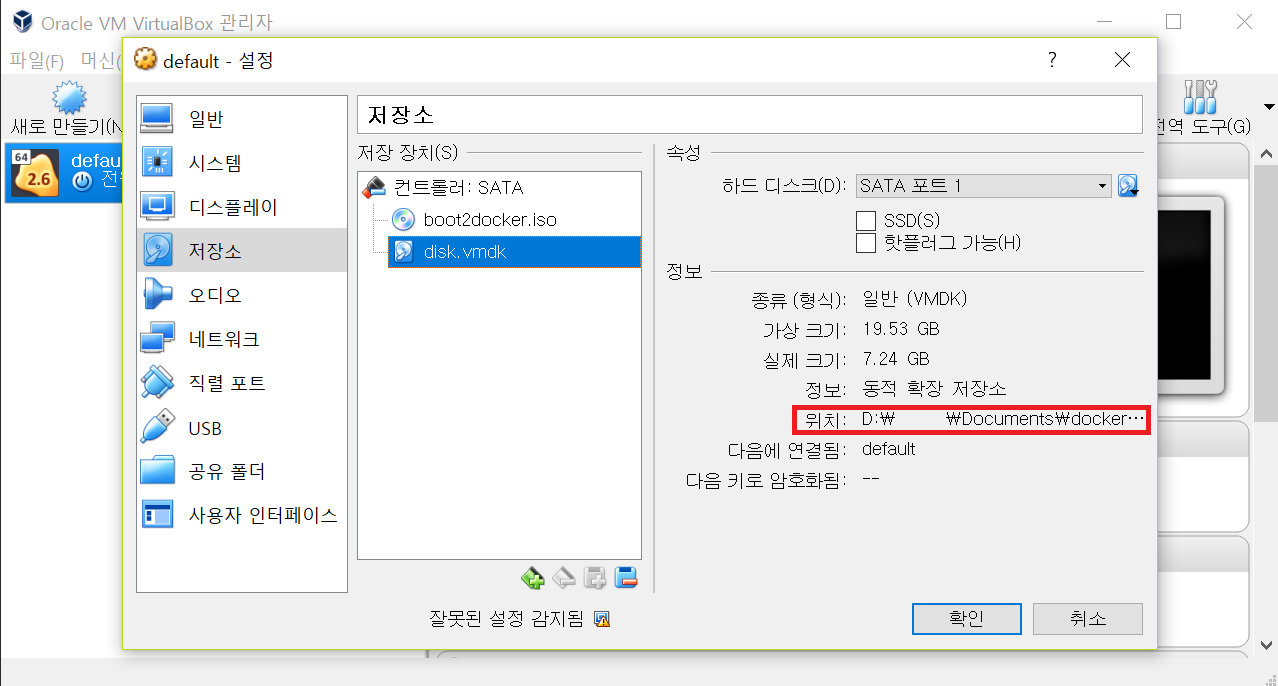 Oracle VM VirtualBox 관리자
파일(F) 머신(
새로 만들기(N
전역 도구(G)
64
2.6
defau
전
default - 설정
?
일반
시스템
디스플레이
저장소
오디오
네트워크
직렬 포트
USB
공유 폴더
사용자 인터페이스
저장소
저장 장치(S)
컨트롤러: SATA
boot2docker.iso
disk.vmdk
속성
하드 디스크(D): SATA 포트 1
SSD(S)
핫플러그 가능(H)
정보
종류 (형식): 일반 (VMDK)
가상 크기: 19.53 GB
실제 크기: 7.24 GB
정보: 동적 확장 저장소
위치: D:₩ ₩Documents₩docker…
다음에 연결됨: default
다음 키로 암호화됨: --
잘못된 설정 감지됨
확인
취소